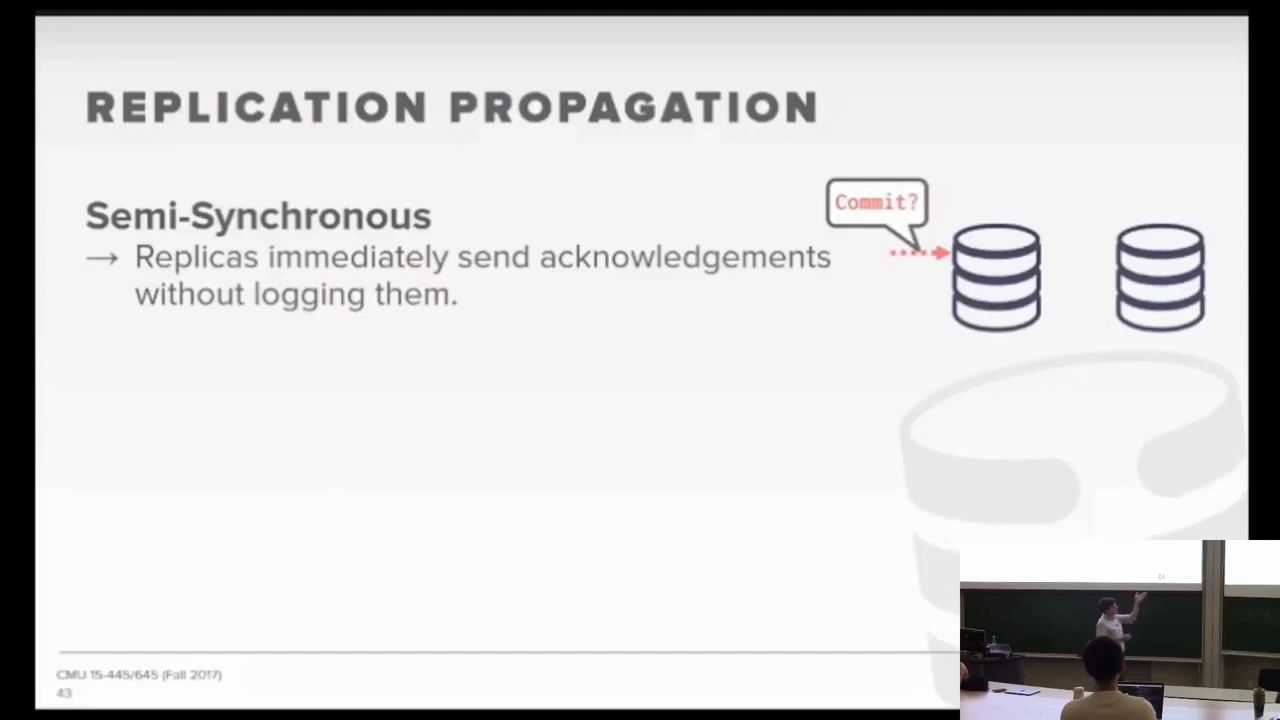 REPLICATION PROPAGATION
Semi-Synchronous
→ Replicas immediately send acknowledgements
without logging them.
Commit?
CMU 15-445/645 (Fall 2017)
43